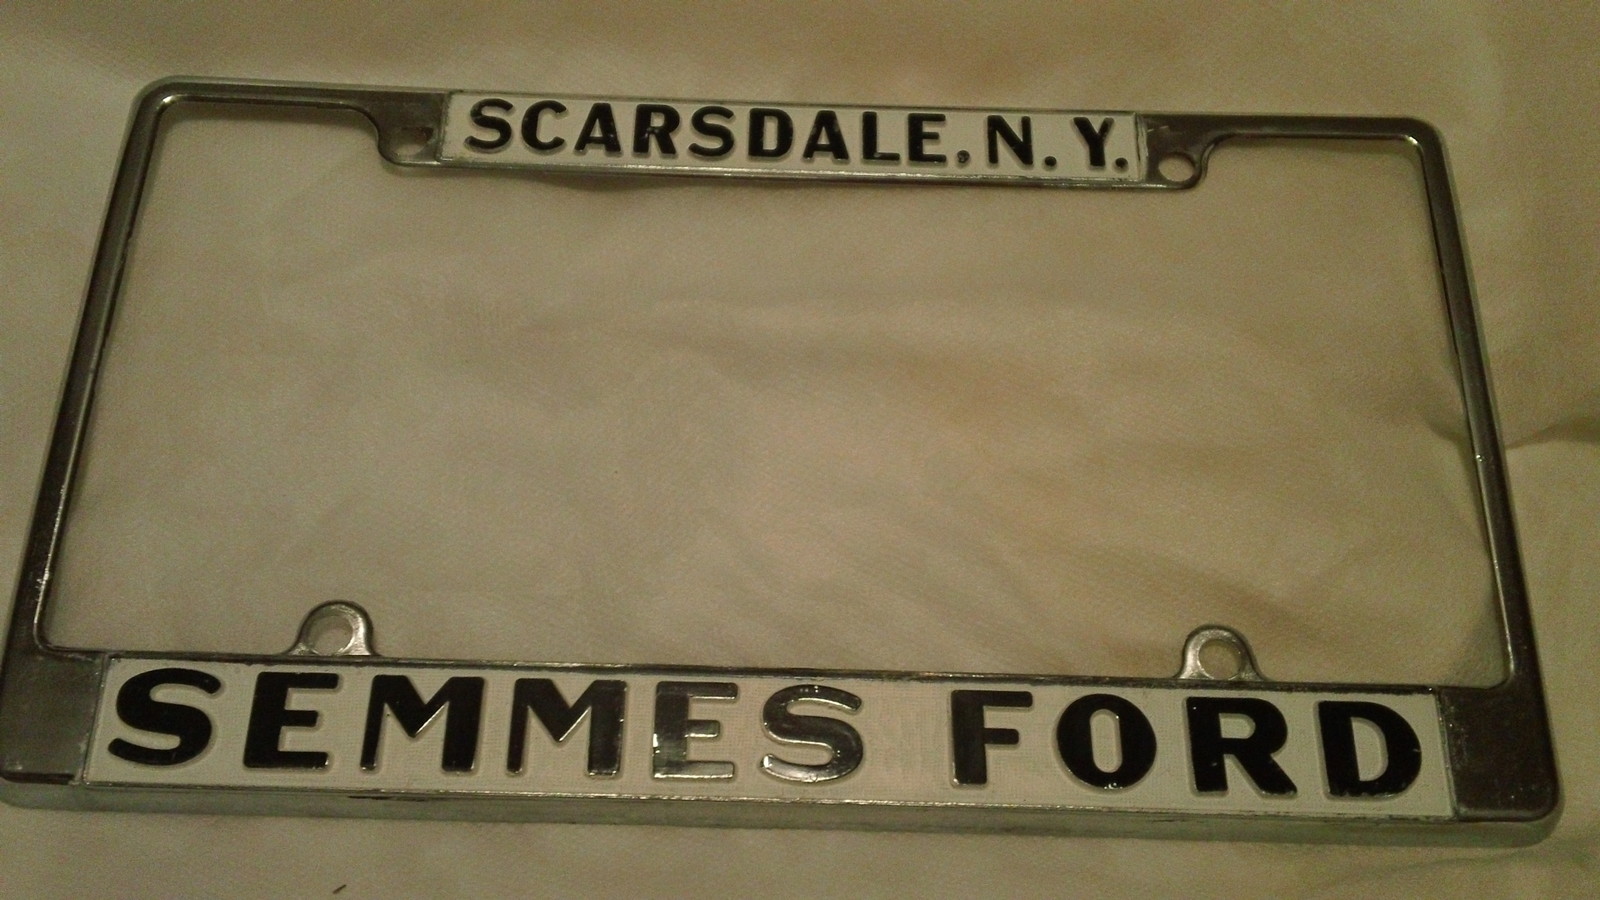 SCARSDALE, N. Y.
SEMMES FORD